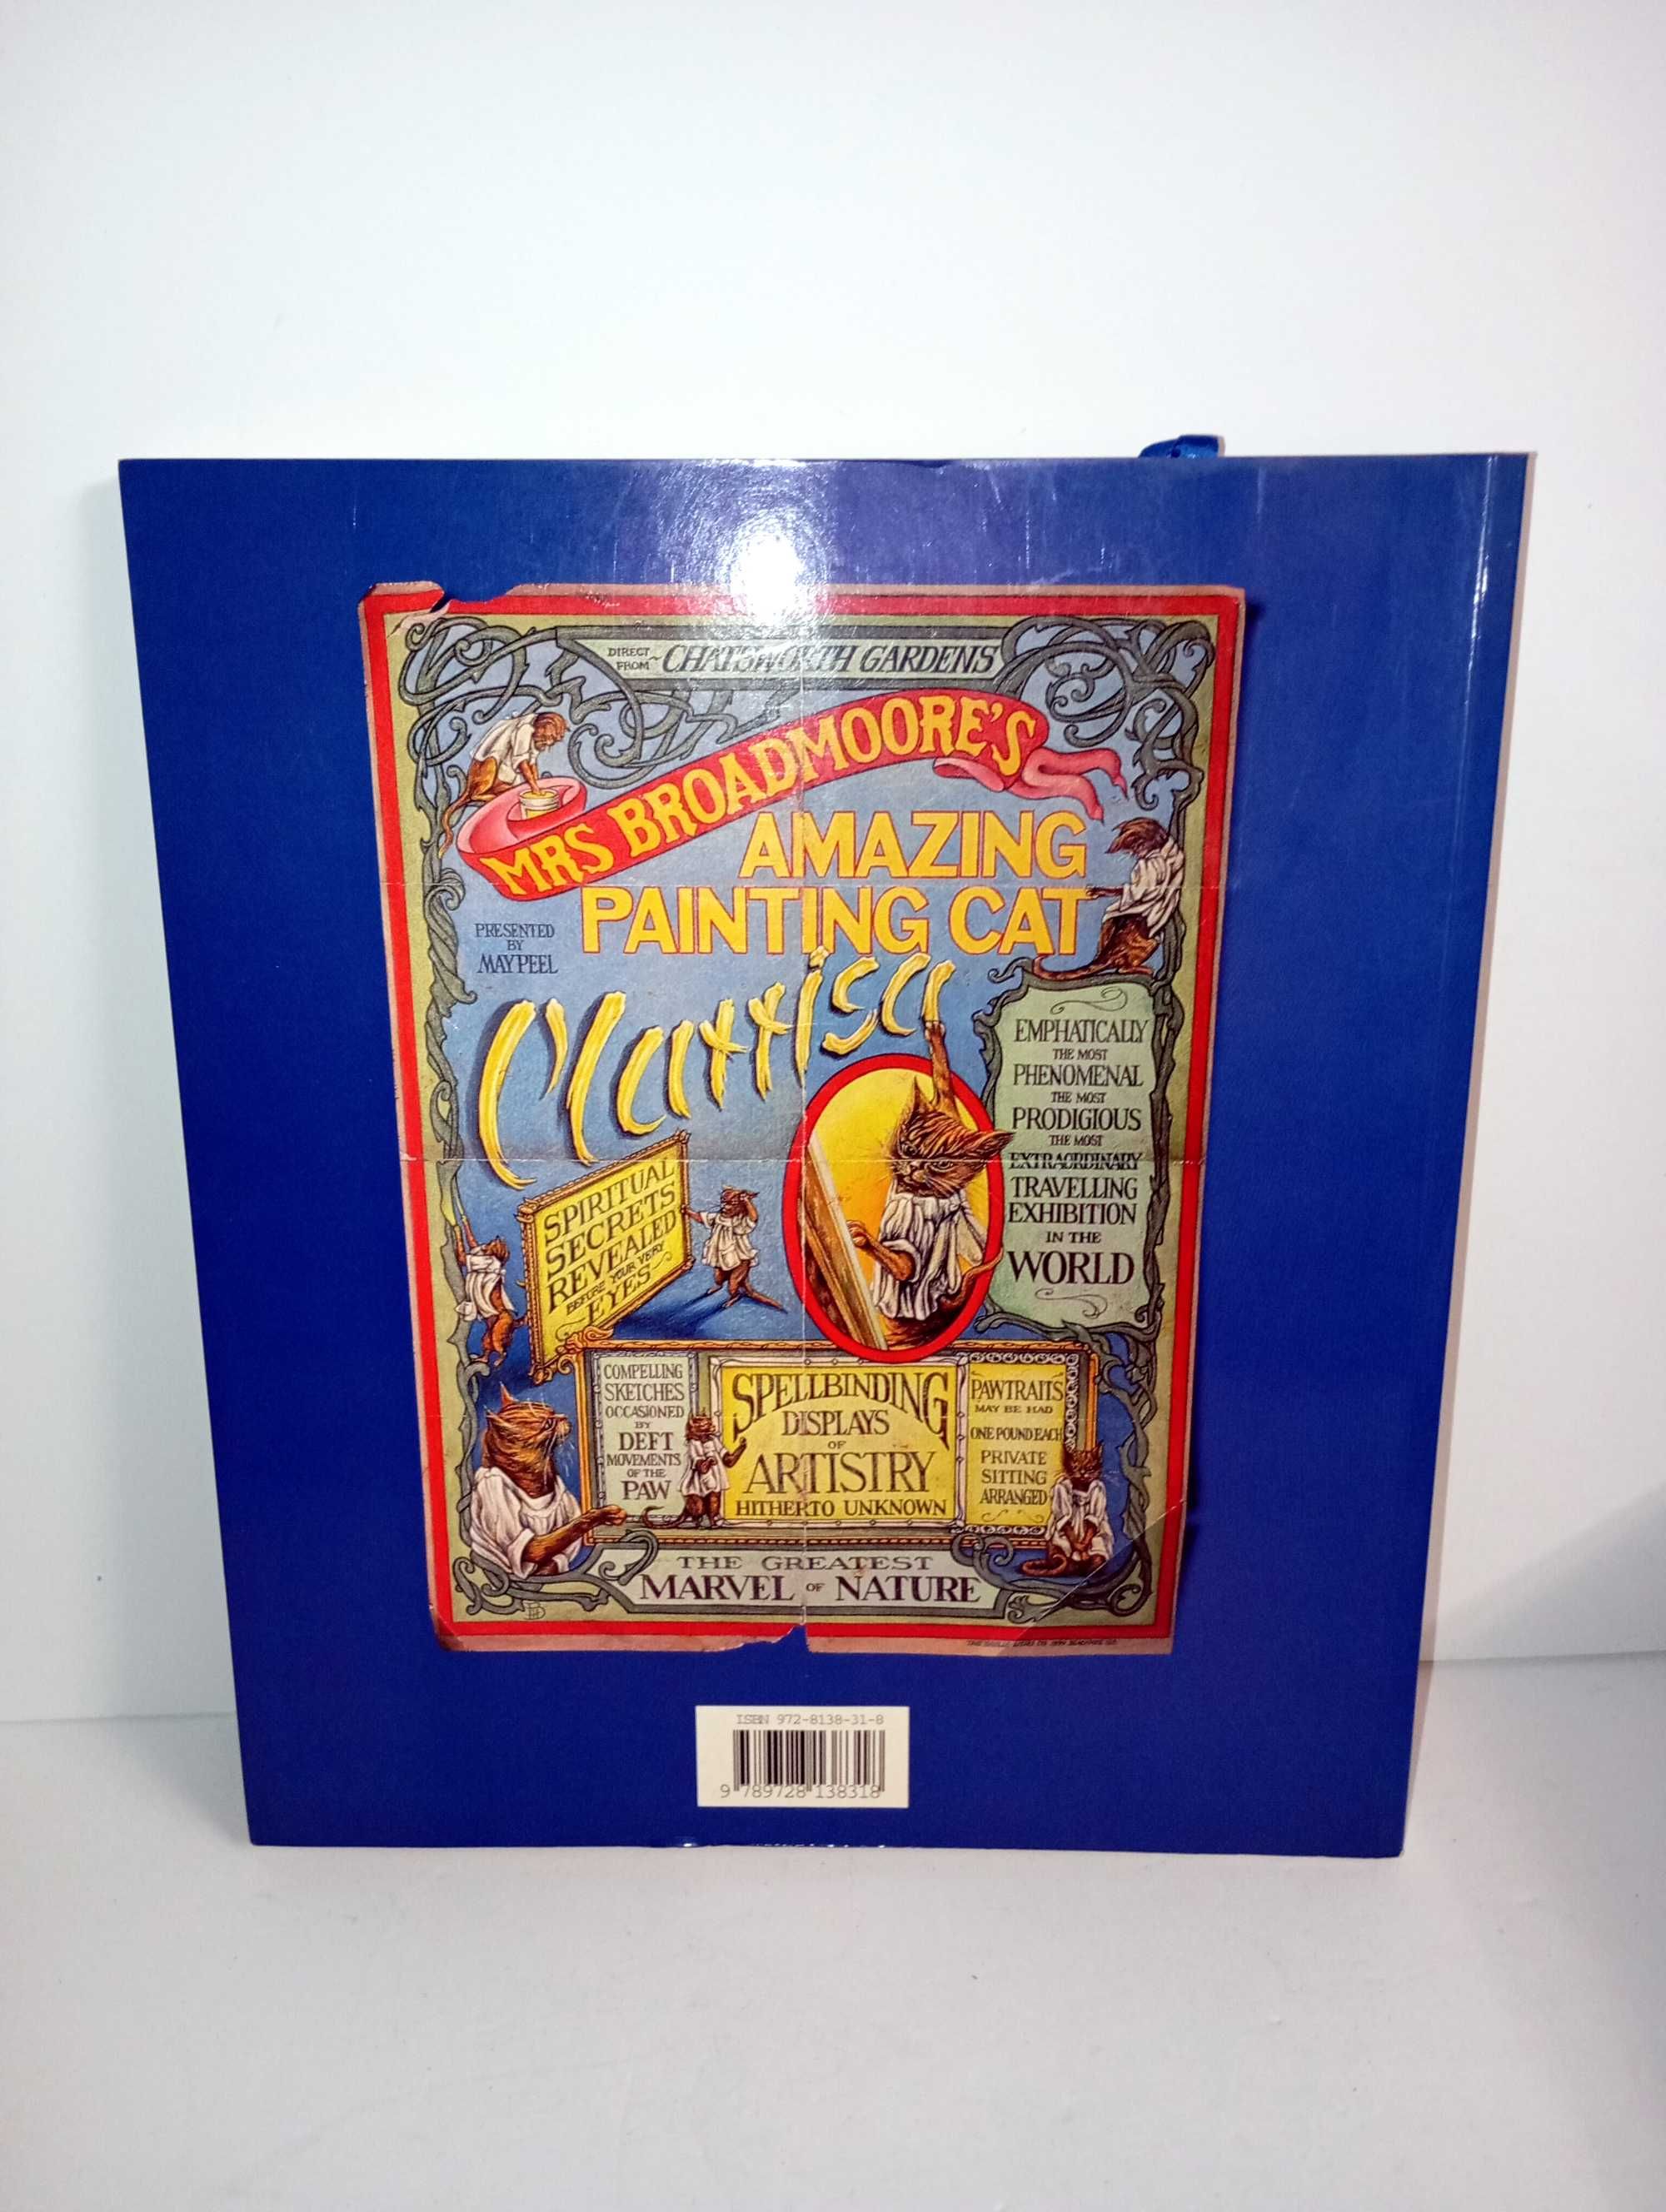 DIRECT
FROM ~ CHATSWORTH GARDENS
MRS BROADMOORE'S
AMAZING
PAINTING CAT
PRESENTED
BY
MAY PEEL
Clarrisa
EMPHATICALLY
THE MOST
PHENOMENAL
THE MOST
PRODIGIOUS
THE MOST
EXTRAORDINARY
TRAVELLING
EXHIBITION
IN THE
WORLD
SPIRITUAL
SECRETS
REVEALED
BEFORE YOUR VERY
EYES
COMPELLING
SKETCHES
OCCASIONED
BY
DEFT
MOVEMENTS
OF THE
PAW
SPELLBINDING
DISPLAYS
OF
ARTISTRY
HITHERTO UNKNOWN
PAWTRAITS
MAY BE HAD
ONE POUND EACH
PRIVATE
SITTING
ARRANGED
THE GREATEST
MARVEL OF NATURE
ISBN 972-8138-31-8
9 789728 138318